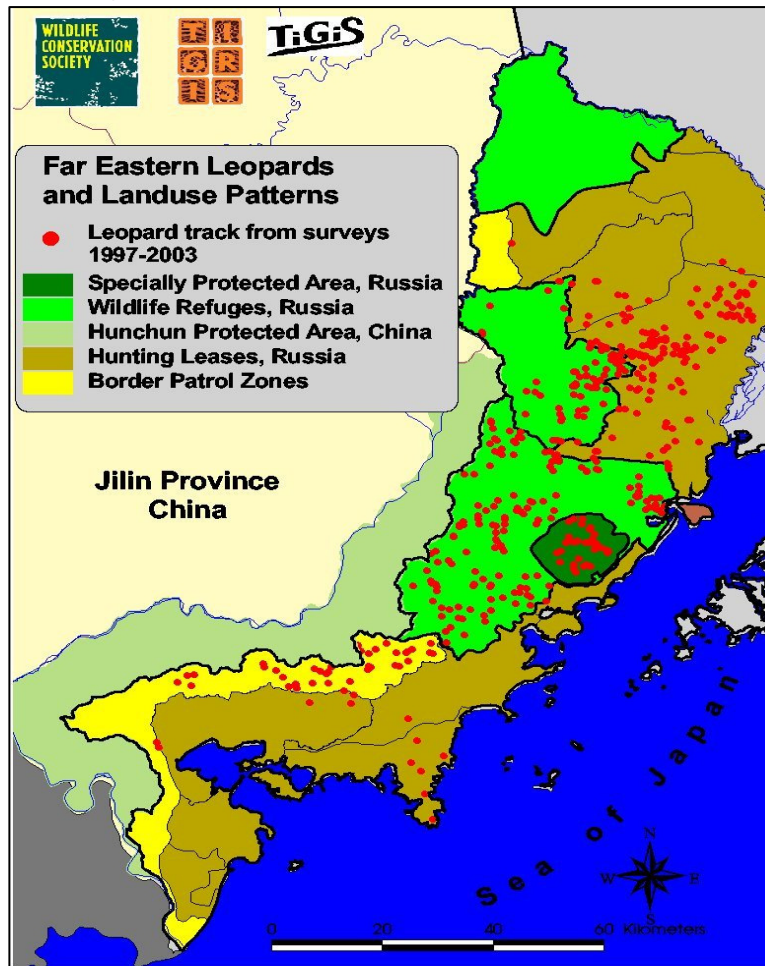 WILDLIFE
CONSERVATION
SOCIETY
TIGIS
Far Eastern Leopards
and Landuse Patterns
Leopard track from surveys
1997-2003
Specially Protected Area, Russia
Wildlife Refuges, Russia
Hunchun Protected Area, China
Hunting Leases, Russia
Border Patrol Zones
Jilin Province
China
Sea of Japan
N
W
E
S
0
20
40
60 Kilometers